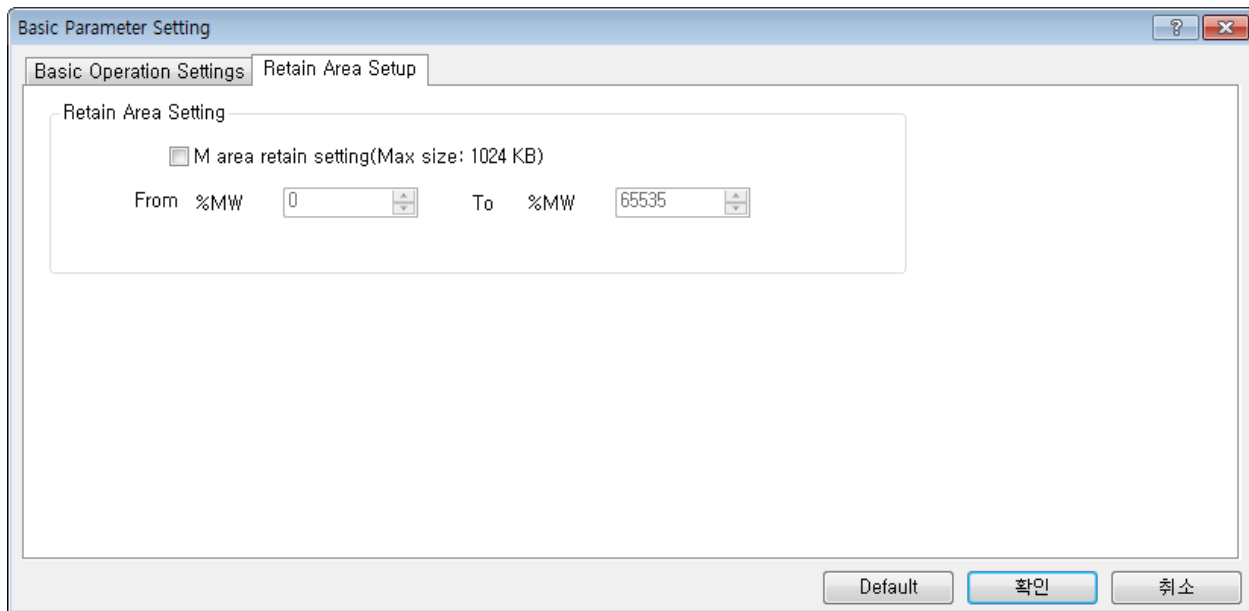 Basic Parameter Setting
?
Basic Operation Settings Retain Area Setup
Retain Area Setting
M area retain setting(Max size: 1024 KB)
From %MW 0 To %MW 65535
Default 확인 취소